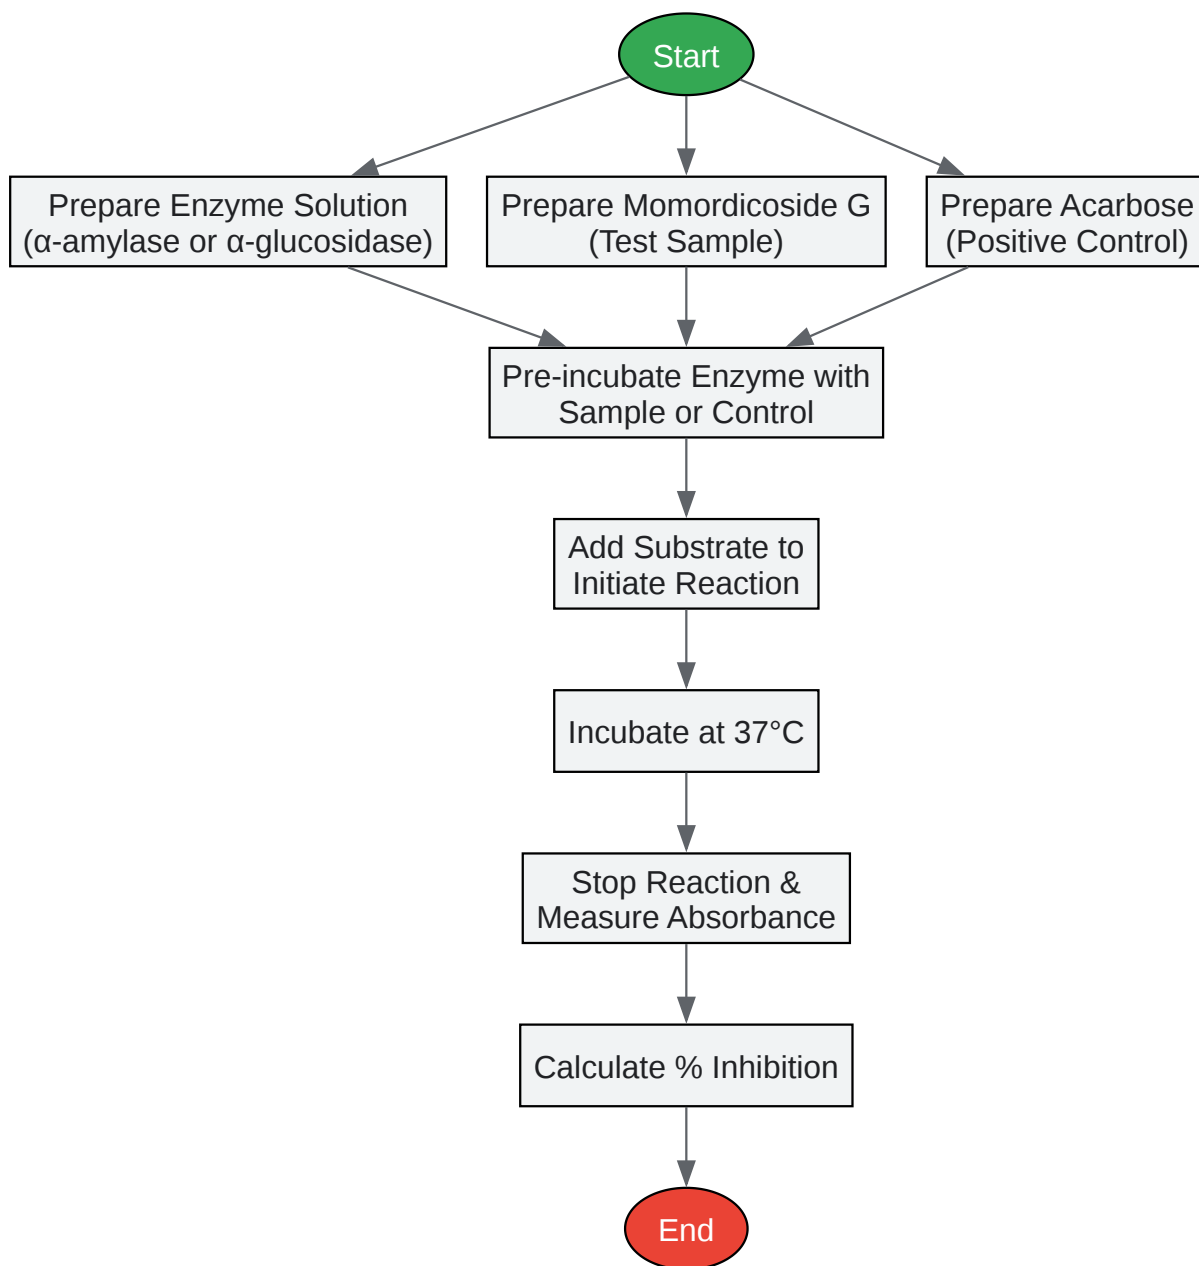 Start
Prepare Enzyme Solution
(α-amylase or α-glucosidase)
Prepare Momordicoside G
(Test Sample)
Prepare Acarbose
(Positive Control)
Pre-incubate Enzyme with
Sample or Control
Add Substrate to
Initiate Reaction
Incubate at 37°C
Stop Reaction &
Measure Absorbance
Calculate % Inhibition
End